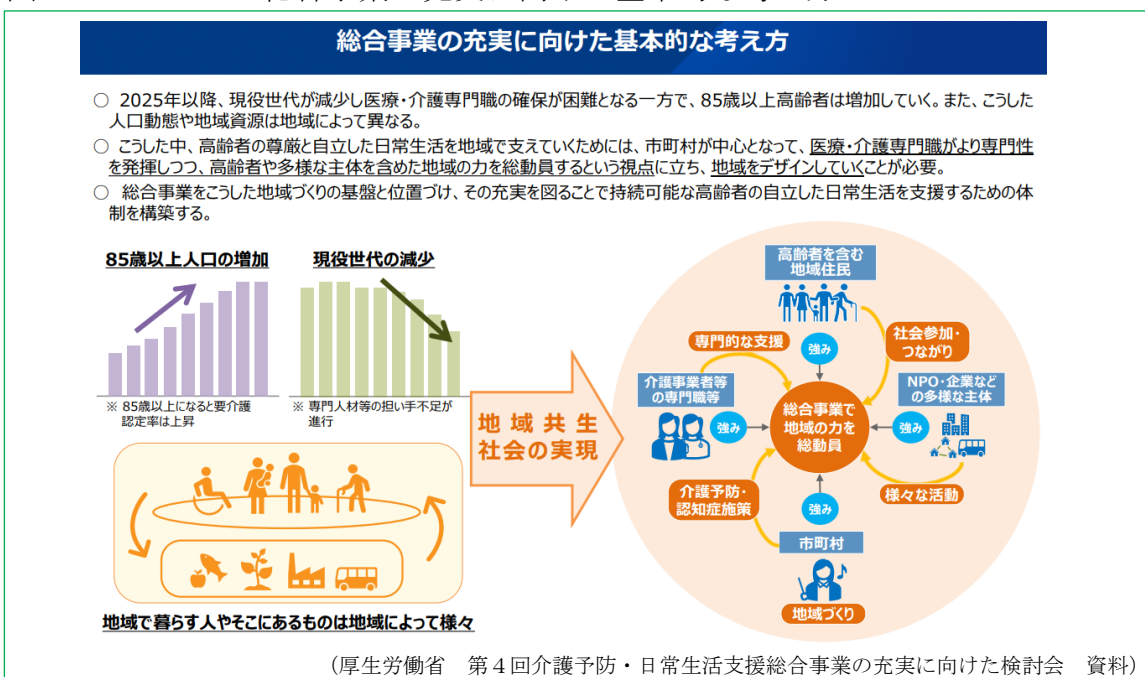 総合事業の充実に向けた基本的な考え方
○ 2025年以降、現役世代が減少し医療・介護専門職の確保が困難となる一方で、85歳以上高齢者は増加していく。また、こうした
人口動態や地域資源は地域によって異なる。
○ こうした中、高齢者の尊厳と自立した日常生活を地域で支えていくためには、市町村が中心となって、医療・介護専門職がより専門性
を発揮しつつ、高齢者や多様な主体を含めた地域の力を総動員するという視点に立ち、地域をデザインしていくことが必要。
○ 総合事業をこうした地域づくりの基盤と位置づけ、その充実を図ることで持続可能な高齢者の自立した日常生活を支援するための体
制を構築する。
85歳以上人口の増加
現役世代の減少
※ 85歳以上になると要介護
認定率は上昇
※ 専門人材等の担い手不足が
進行
地域で暮らす人やそこにあるものは地域によって様々
地域共生
社会の実現
高齢者を含む
地域住民
専門的な支援
強み
社会参加・
つながり
介護事業者等
の専門職等
強み
総合事業で
地域の力を
総動員
強み
NPO・企業など
の多様な主体
介護予防・
認知症施策
強み
様々な活動
市町村
地域づくり
(厚生労働省 第4回介護予防・日常生活支援総合事業の充実に向けた検討会 資料)